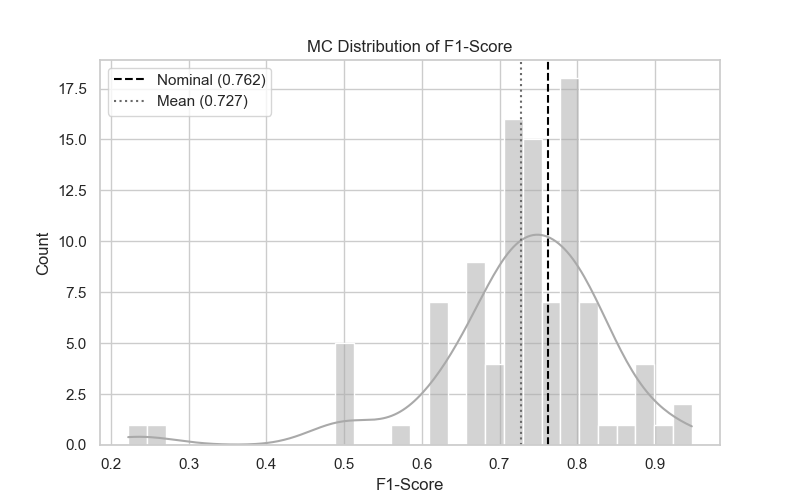 MC Distribution of F1-Score
Nominal (0.762)
Mean (0.727)
Count
17.5
15.0
12.5
10.0
7.5
5.0
2.5
0.0
0.2 0.3 0.4 0.5 0.6 0.7 0.8 0.9
F1-Score